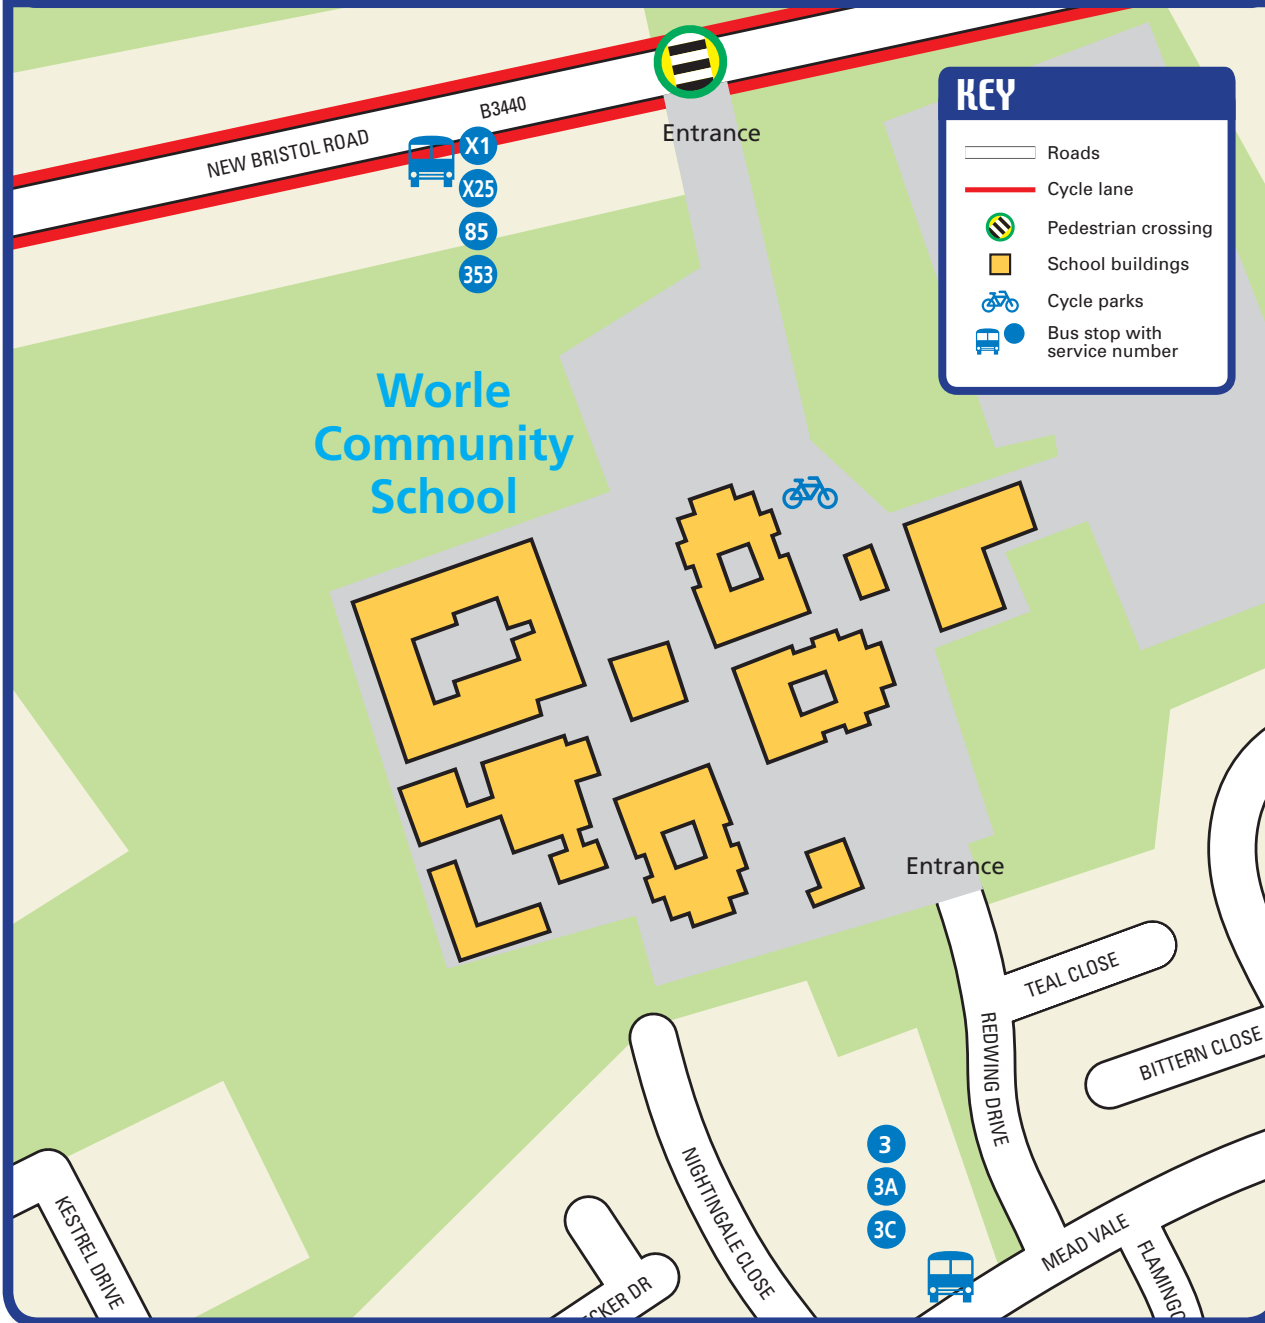 B3440
NEW BRISTOL ROAD
Entrance
X1
X25
85
353
KEY
Roads
Cycle lane
Pedestrian crossing
School buildings
Cycle parks
Bus stop with
service number
Worle
Community
School
Entrance
TEAL CLOSE
BITTERN CLOSE
REDWING DRIVE
3
3A
3C
NIGHTINGALE CLOSE
MEAD VALE
KESTREL DRIVE
DR